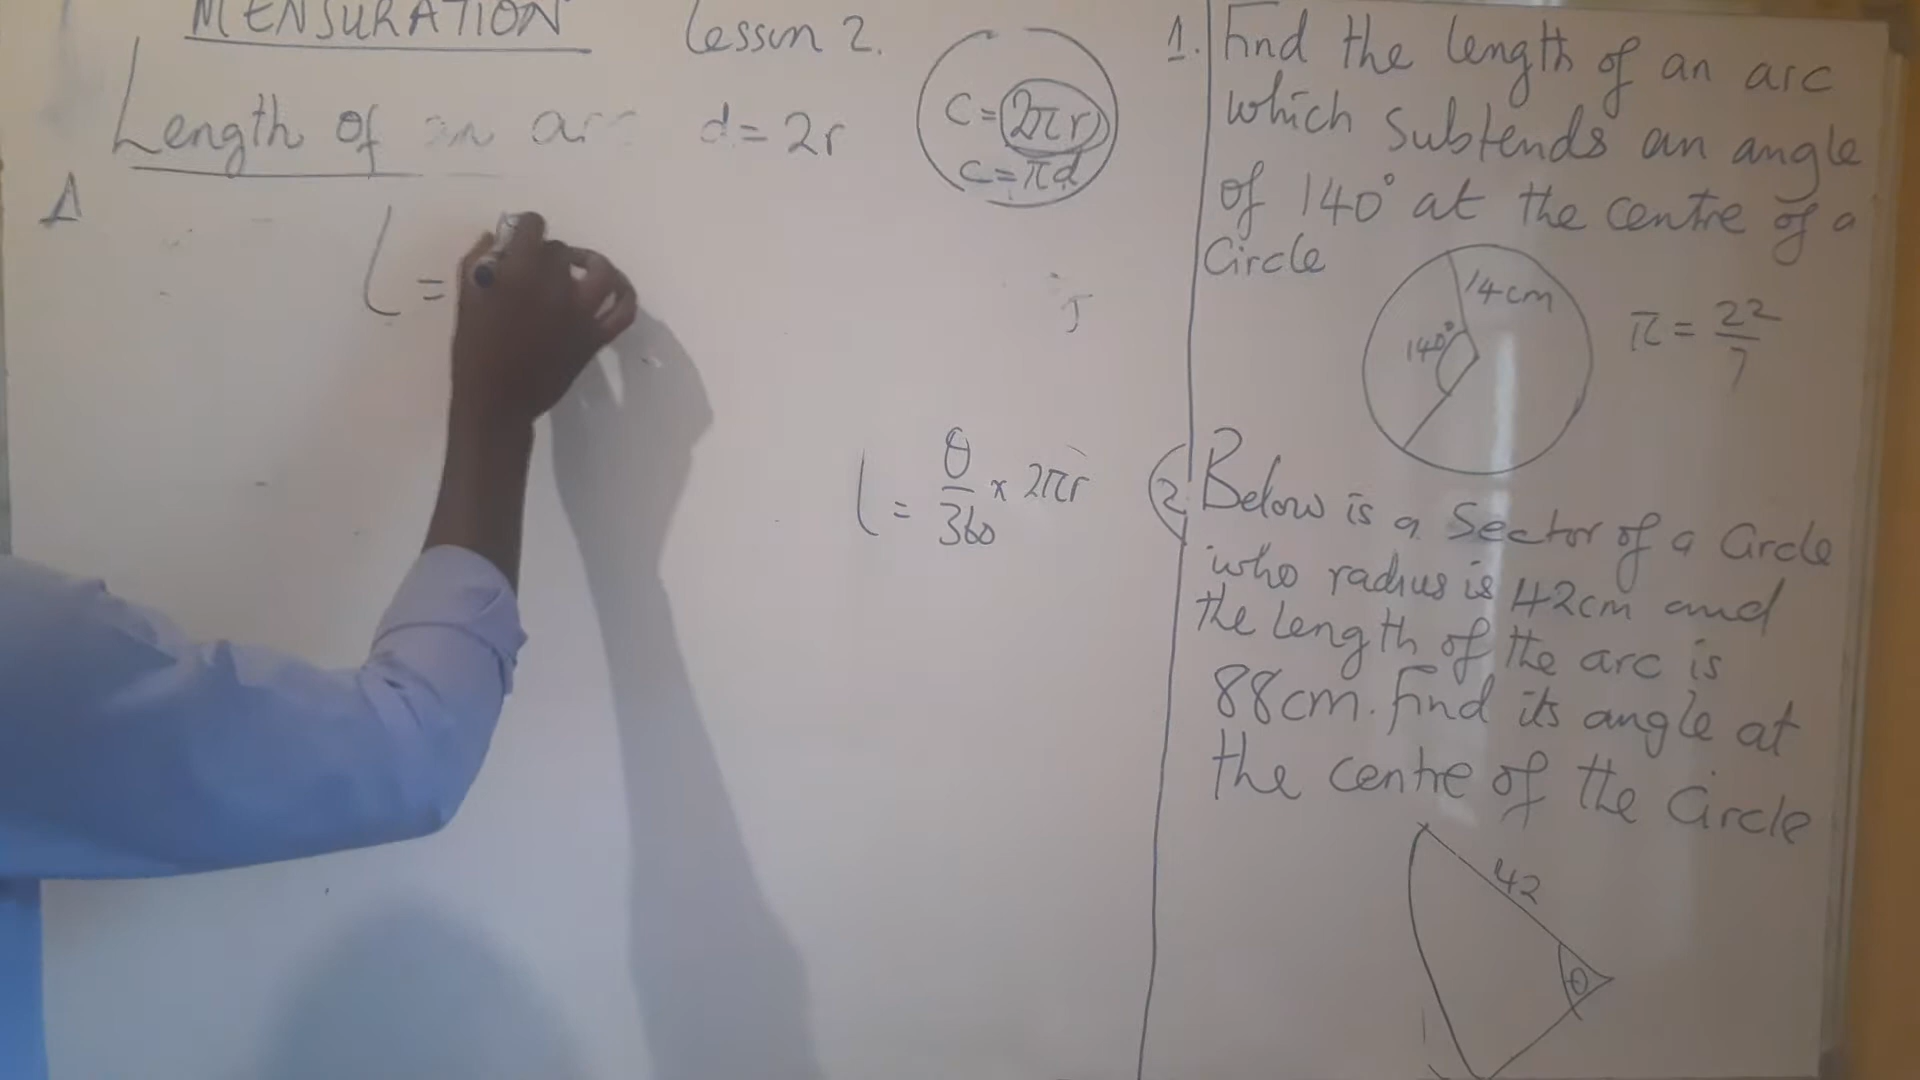 MENSURATION Lesson 2.
Length of an arc d = 2r
C = 2πr
C = πd
l =
l = θ/360 × 2πr
1. Find the length of an arc
which subtends an angle
of 140° at the centre of a
Circle
14cm
140°
π = 22/7
2. Below is a Sector of a Circle
who radius is 42cm and
the length of the arc is
88cm. find its angle at
the centre of the Circle
42
θ